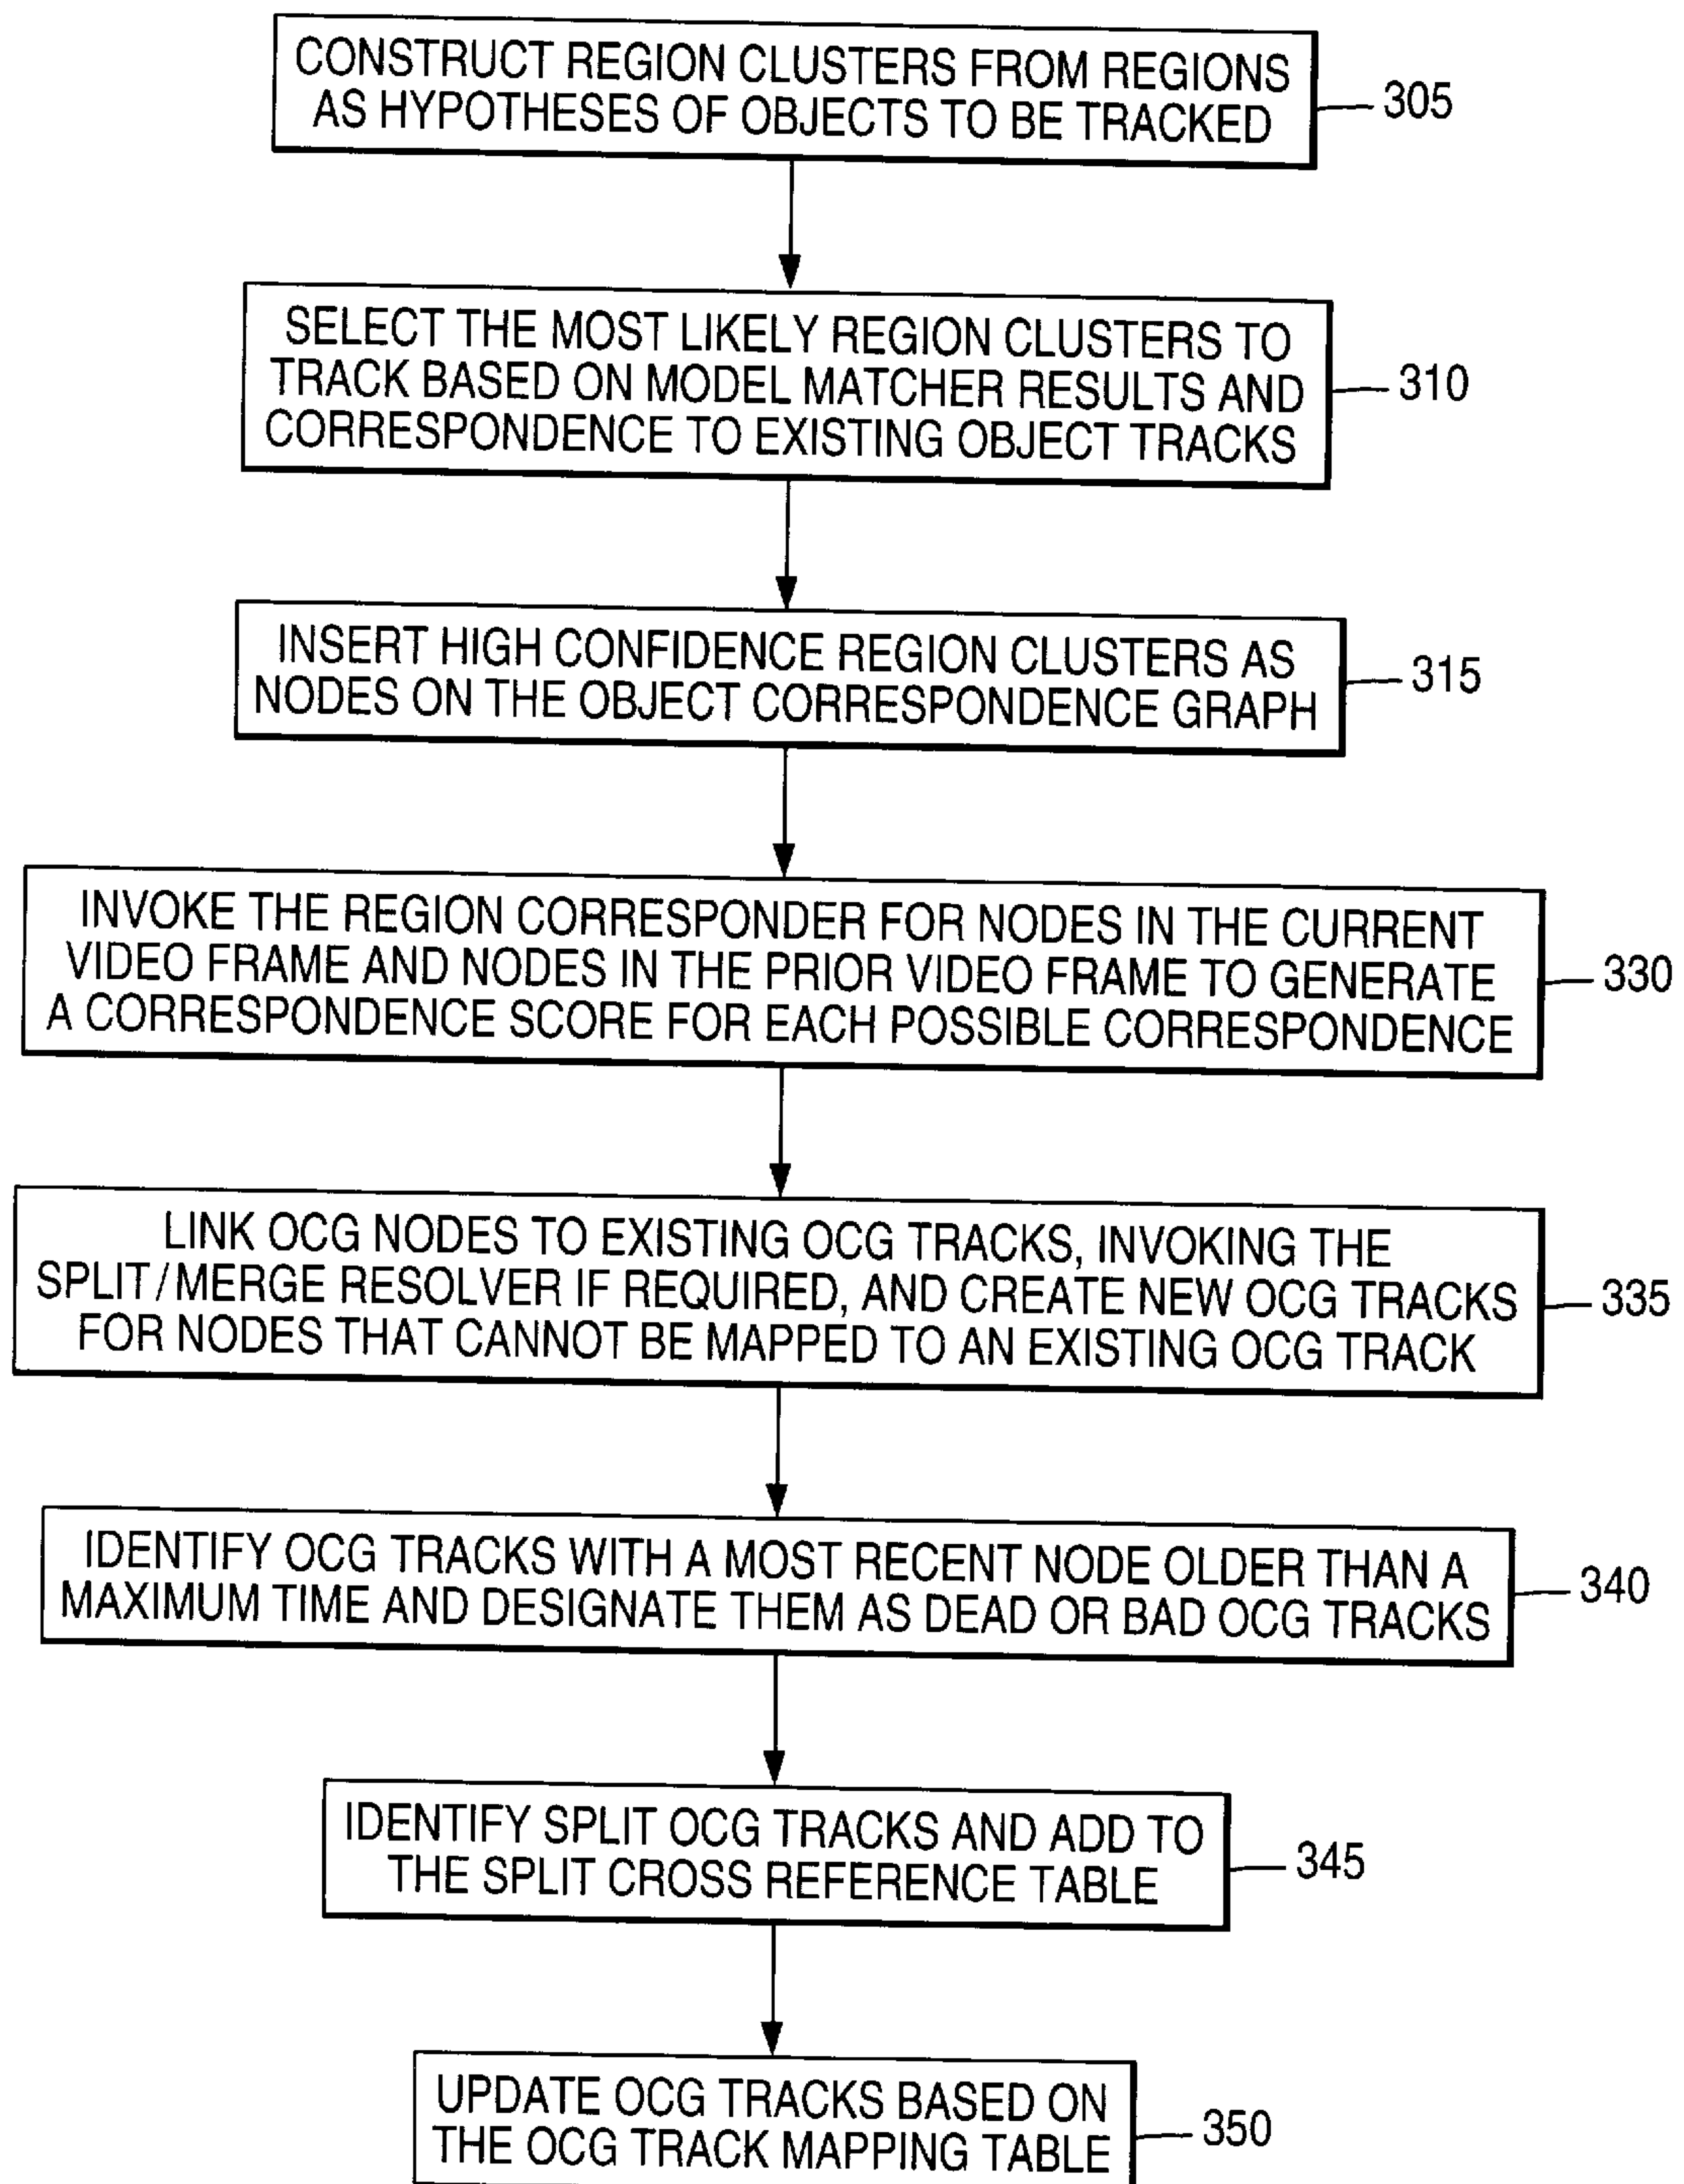 CONSTRUCT REGION CLUSTERS FROM REGIONS
AS HYPOTHESES OF OBJECTS TO BE TRACKED
305
SELECT THE MOST LIKELY REGION CLUSTERS TO
TRACK BASED ON MODEL MATCHER RESULTS AND
CORRESPONDENCE TO EXISTING OBJECT TRACKS
310
INSERT HIGH CONFIDENCE REGION CLUSTERS AS
NODES ON THE OBJECT CORRESPONDENCE GRAPH
315
INVOKE THE REGION CORRESPONDER FOR NODES IN THE CURRENT
VIDEO FRAME AND NODES IN THE PRIOR VIDEO FRAME TO GENERATE
A CORRESPONDENCE SCORE FOR EACH POSSIBLE CORRESPONDENCE
330
LINK OCG NODES TO EXISTING OCG TRACKS, INVOKING THE
SPLIT/MERGE RESOLVER IF REQUIRED, AND CREATE NEW OCG TRACKS
FOR NODES THAT CANNOT BE MAPPED TO AN EXISTING OCG TRACK
335
IDENTIFY OCG TRACKS WITH A MOST RECENT NODE OLDER THAN A
MAXIMUM TIME AND DESIGNATE THEM AS DEAD OR BAD OCG TRACKS
340
IDENTIFY SPLIT OCG TRACKS AND ADD TO
THE SPLIT CROSS REFERENCE TABLE
345
UPDATE OCG TRACKS BASED ON
THE OCG TRACK MAPPING TABLE
350